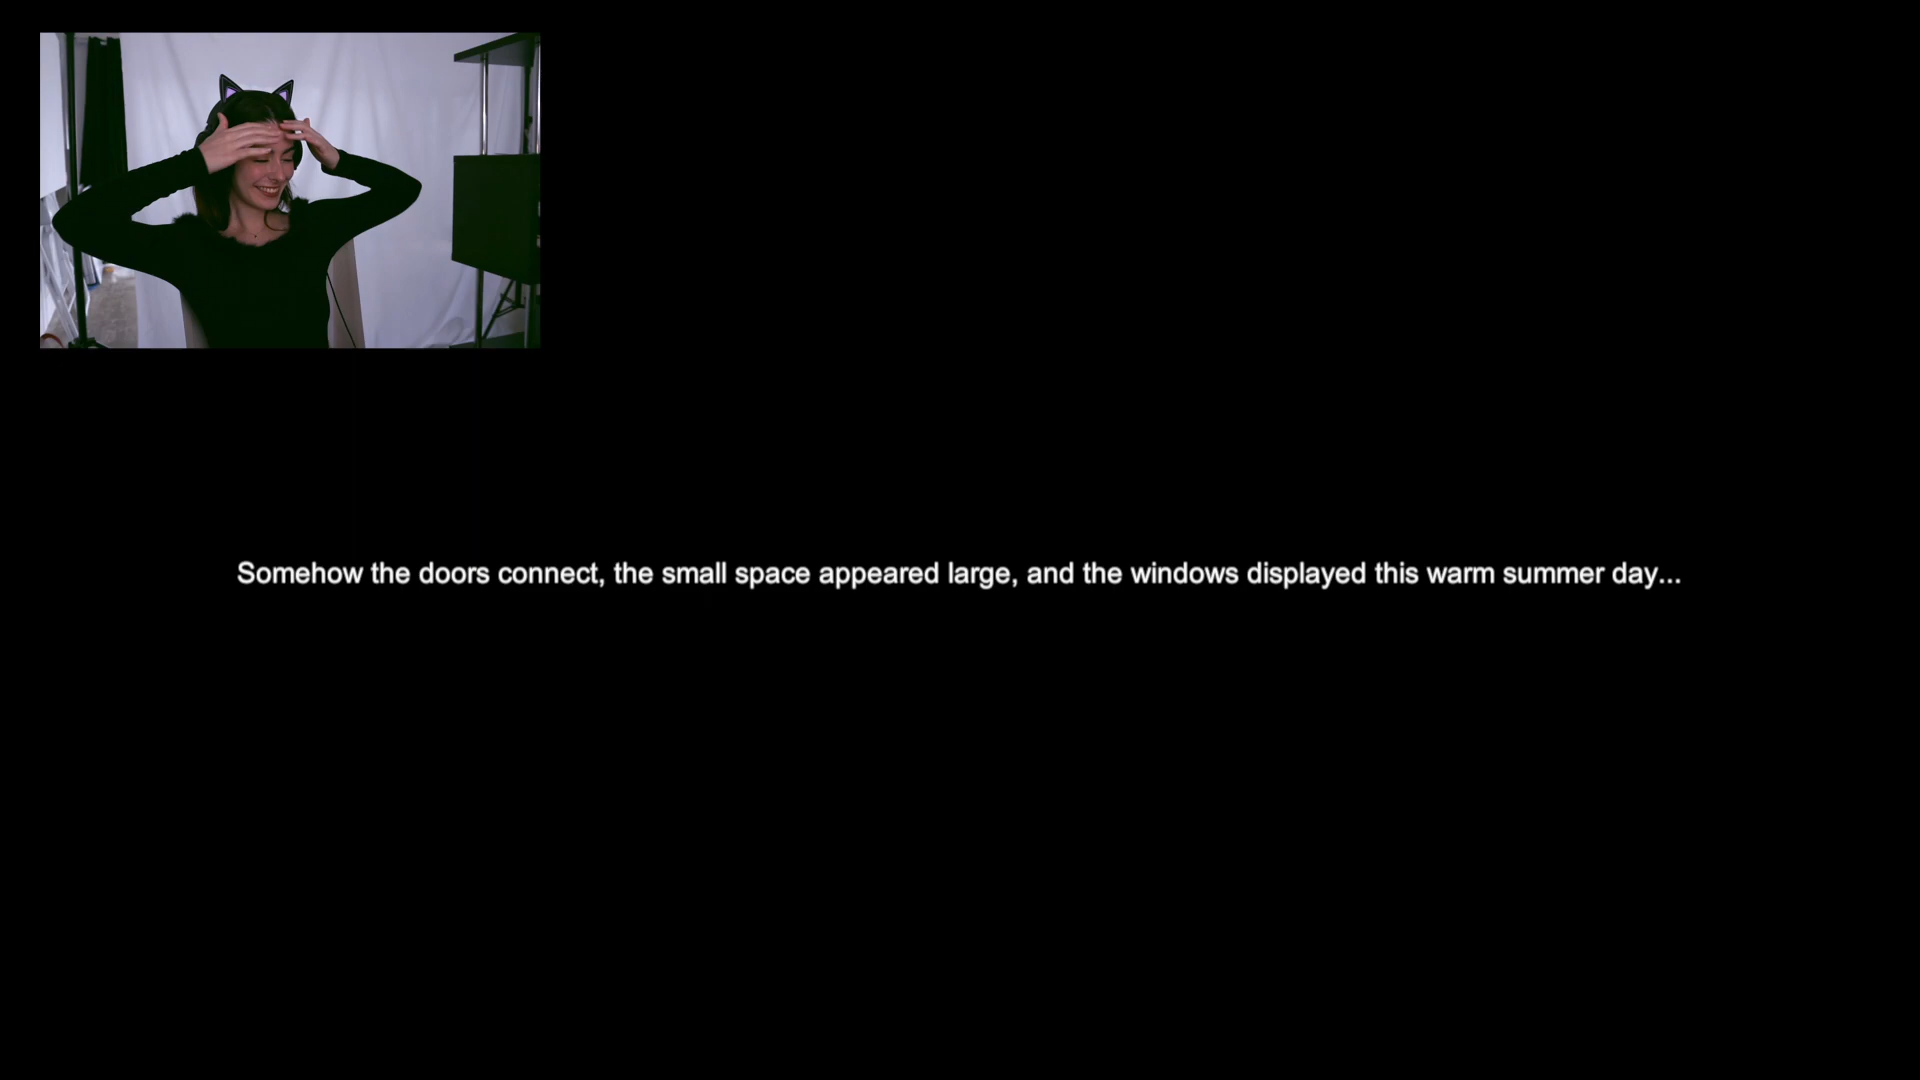 Somehow the doors connect, the small space appeared large, and the windows displayed this warm summer day...